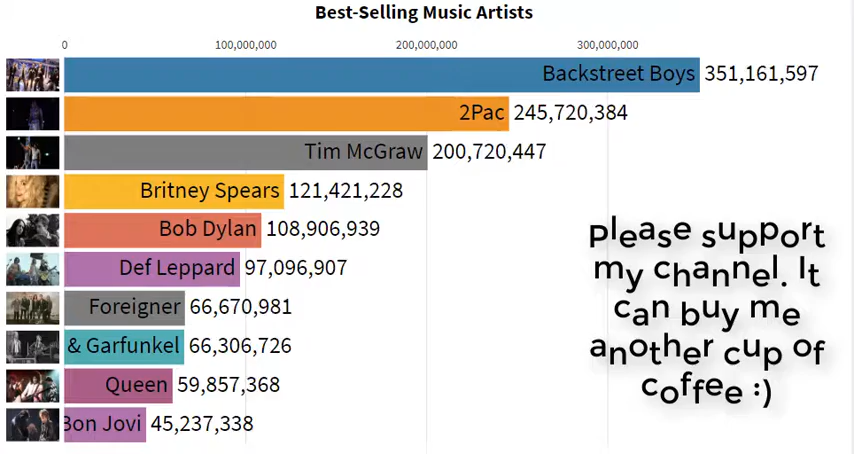 Best-Selling Music Artists
0 100,000,000 200,000,000 300,000,000
Backstreet Boys 351,161,597
2Pac 245,720,384
Tim McGraw 200,720,447
Britney Spears 121,421,228
Bob Dylan 108,906,939
Def Leppard 97,096,907
Foreigner 66,670,981
& Garfunkel 66,306,726
Queen 59,857,368
Bon Jovi 45,237,338
Please support
my channel. It
can buy me
another cup of
coffee :)